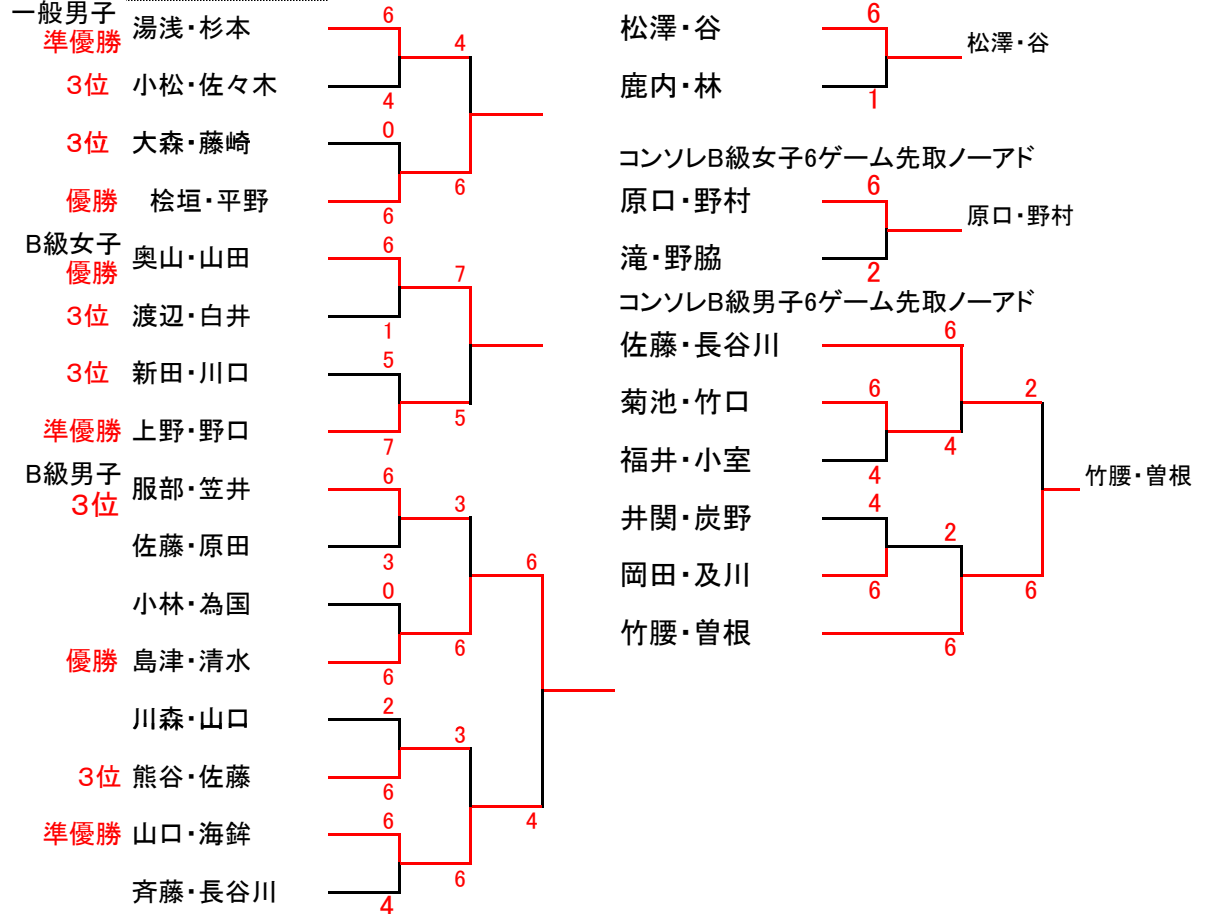 一般男子
準優勝 湯浅・杉本 6
4
3位 小松・佐々木 4
3位 大森・藤崎 0
6
優勝 桧垣・平野 6
B級女子
優勝 奥山・山田 6
7
3位 渡辺・白井 1
3位 新田・川口 5
5
準優勝 上野・野口 7
B級男子
3位 服部・笠井 6
3
佐藤・原田 3
6
小林・為国 0
6
優勝 島津・清水 6
川森・山口 2
3
3位 熊谷・佐藤 6
4
準優勝 山口・海鉾 6
6
斉藤・長谷川 4
松澤・谷 6
松澤・谷
鹿内・林 1
コンソレB級女子6ゲーム先取ノーアド
原口・野村 6
原口・野村
滝・野脇 2
コンソレB級男子6ゲーム先取ノーアド
佐藤・長谷川 6
2
菊池・竹口 6
4
福井・小室 4
竹腰・曽根
井関・炭野 4
2
岡田・及川 6
6
竹腰・曽根 6